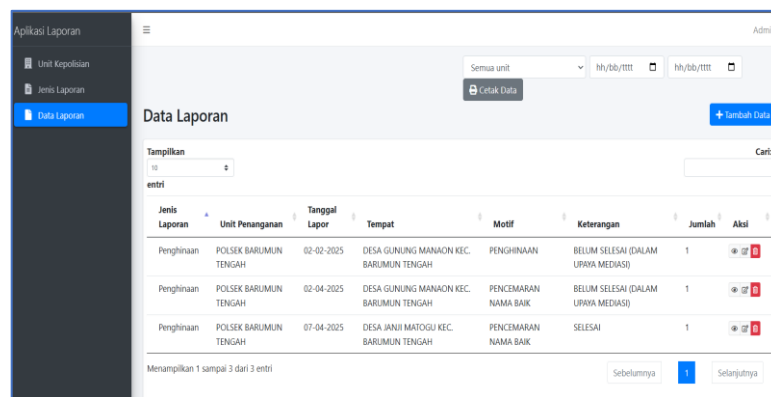 Aplikasi Laporan
Admi
Unit Kepolisian
Jenis Laporan
Data Laporan
Semua unit hh/bb/tttt hh/bb/tttt
Cetak Data
Data Laporan
+ Tambah Data
Tampilkan
10
entri
Cari:
Jenis Laporan Unit Penanganan Tanggal Lapor Tempat Motif Keterangan Jumlah Aksi
Penghinaan POLSEK BARUMUN TENGAH 02-02-2025 DESA GUNUNG MANAON KEC. BARUMUN TENGAH PENGHINAAN BELUM SELESAI (DALAM UPAYA MEDIASI) 1
Penghinaan POLSEK BARUMUN TENGAH 02-04-2025 DESA GUNUNG MANAON KEC. BARUMUN TENGAH PENCEMARAN NAMA BAIK BELUM SELESAI (DALAM UPAYA MEDIASI) 1
Penghinaan POLSEK BARUMUN TENGAH 07-04-2025 DESA JANJI MATOGU KEC. BARUMUN TENGAH PENCEMARAN NAMA BAIK SELESAI 1
Menampilkan 1 sampai 3 dari 3 entri
Sebelumnya 1 Selanjutnya